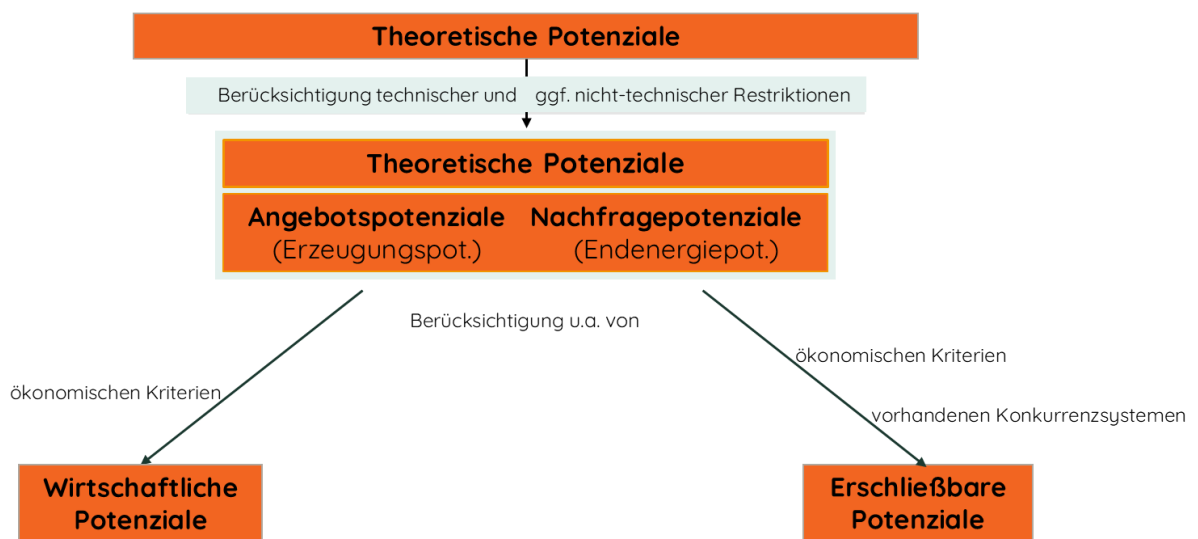 Theoretische Potenziale
Berücksichtigung technischer und ggf. nicht-technischer Restriktionen
Theoretische Potenziale
Angebotspotenziale Nachfragepotenziale
(Erzeugungspot.) (Endenergiepot.)
Berücksichtigung u.a. von
ökonomischen Kriterien
ökonomischen Kriterien
vorhandenen Konkurrenzsystemen
Wirtschaftliche
Potenziale
Erschließbare
Potenziale